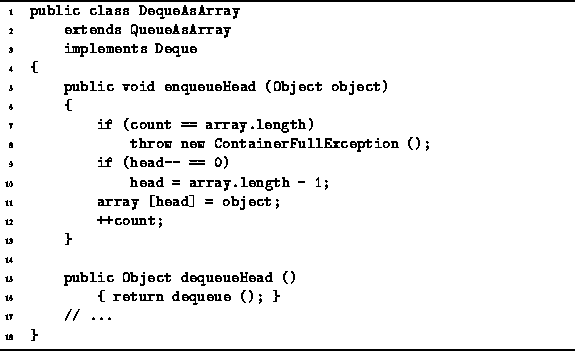 1 public class DequeAsArray
2 extends QueueAsArray
3 implements Deque
4 {
5 public void enqueueHead (Object object)
6 {
7 if (count == array.length)
8 throw new ContainerFullException ();
9 if (head-- == 0)
10 head = array.length - 1;
11 array [head] = object;
12 ++count;
13 }
14
15 public Object dequeueHead ()
16 { return dequeue (); }
17 // ...
18 }